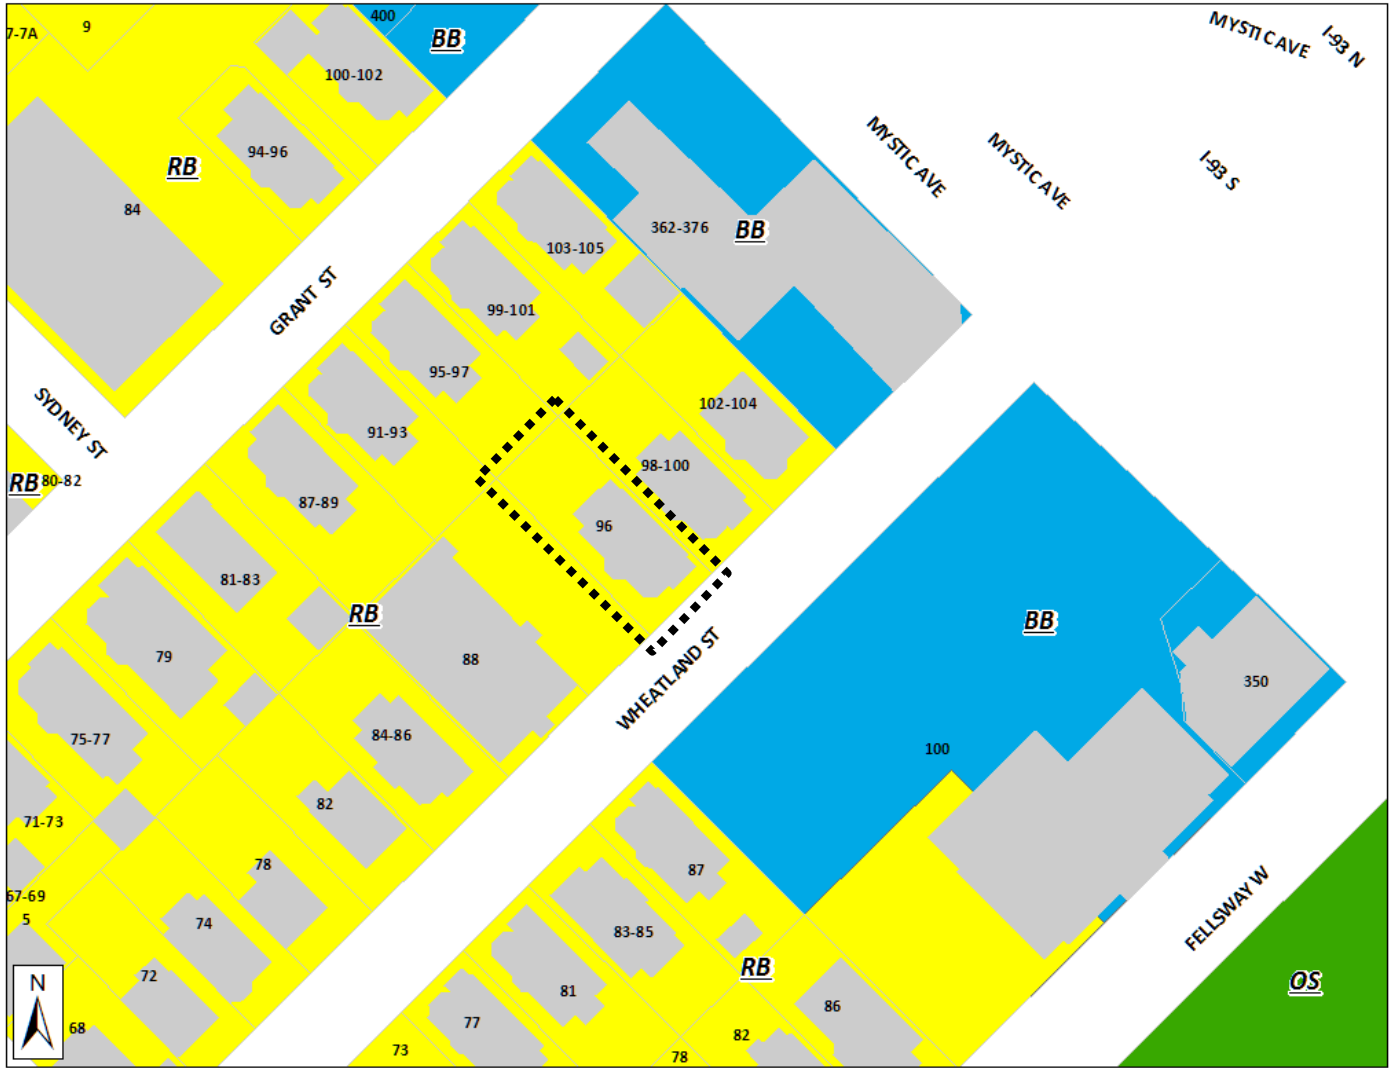 7-7A
9
400
BB
MYSTIC AVE
I-93 N
100-102
94-96
RB
84
MYSTIC AVE
MYSTIC AVE
I-93 S
362-376
BB
103-105
GRANT ST
99-101
95-97
102-104
91-93
SYDNEY ST
98-100
RB
80-82
87-89
96
81-83
RB
BB
79
88
WHEATLAND ST
350
75-77
84-86
100
71-73
82
78
87
67-69
5
74
83-85
FELLSWAY W
RB
72
81
OS
N
86
77
68
82
73
78